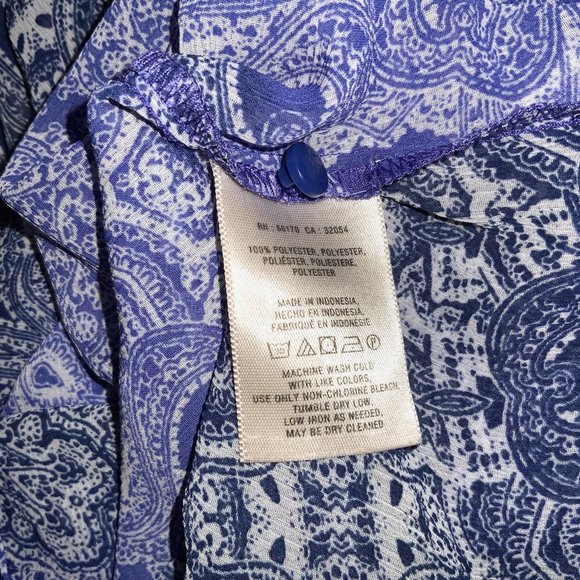 RN : 66170 CA : 32054
100% POLYESTER, POLYESTER,
POLIÉSTER, POLIESTERE,
POLYESTER
MADE IN INDONESIA,
HECHO EN INDONESIA,
FABRIQUÉ EN INDONÉSIE
MACHINE WASH COLD
WITH LIKE COLORS,
USE ONLY NON-CHLORINE BLEACH,
TUMBLE DRY LOW,
LOW IRON AS NEEDED,
MAY BE DRY CLEANED